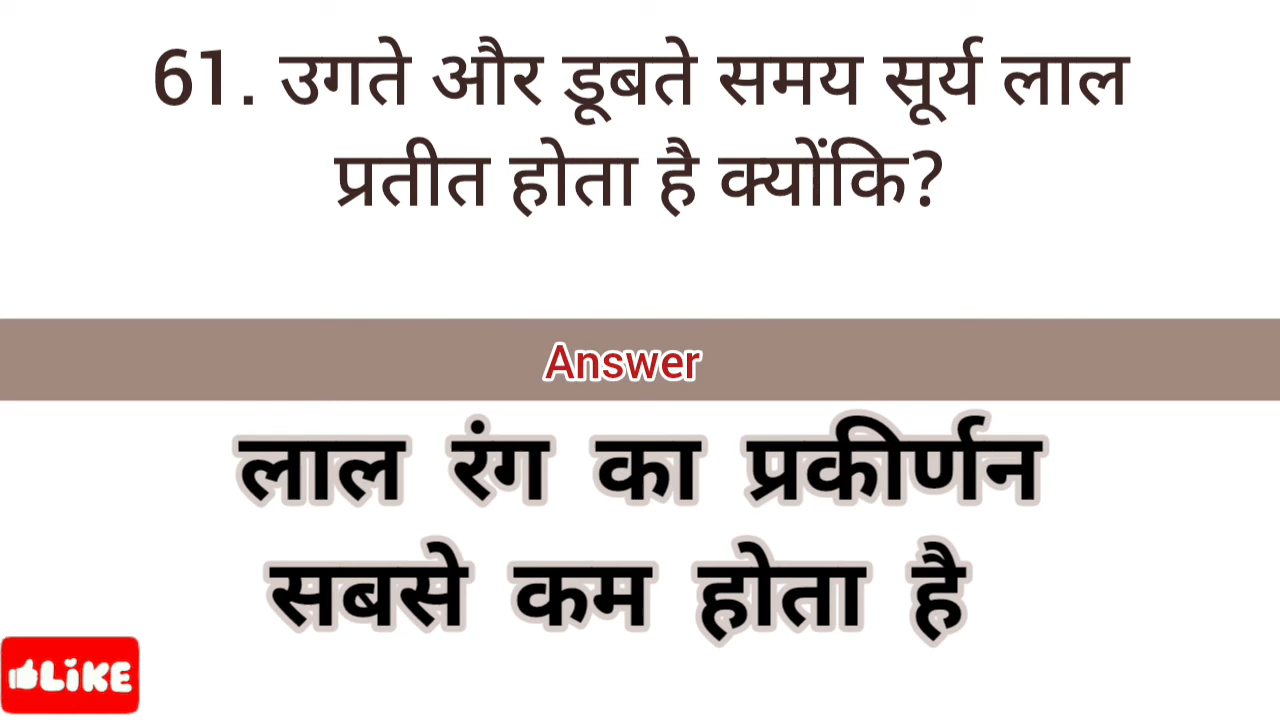 61. उगते और डूबते समय सूर्य लाल
प्रतीत होता है क्योंकि?
Answer
लाल रंग का प्रकीर्णन
सबसे कम होता है
LiKE